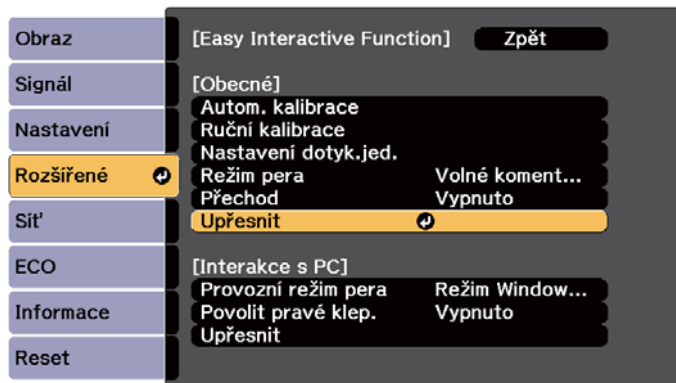 Obraz
Signál
Nastavení
Rozšířené
Síť
ECO
Informace
Reset
[Easy Interactive Function] Zpět
[Obecné]
Autom. kalibrace
Ruční kalibrace
Nastavení dotyk.jed.
Režim pera Volné koment...
Přechod Vypnuto
Upřesnit
[Interakce s PC]
Provozní režim pera Režim Window...
Povolit pravé klep. Vypnuto
Upřesnit